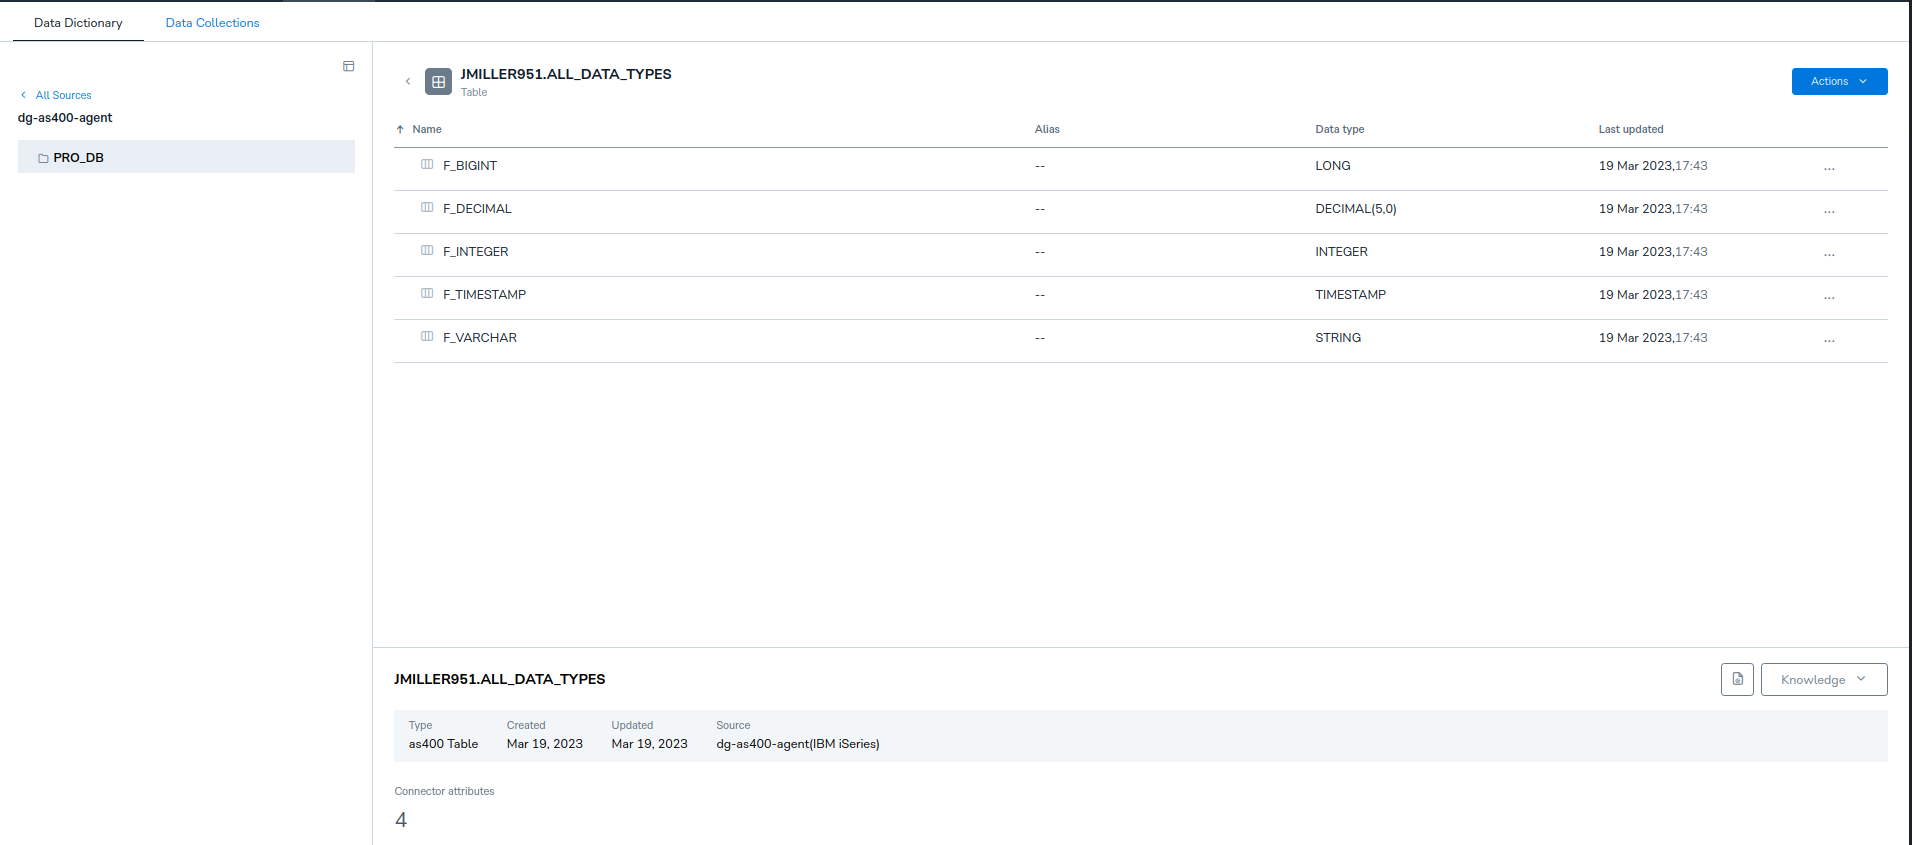 Data Dictionary Data Collections
All Sources
dg-as400-agent
PRO_DB
JMILLER951.ALL_DATA_TYPES
Table
Actions
Name Alias Data type Last updated
F_BIGINT -- LONG 19 Mar 2023,17:43 ...
F_DECIMAL -- DECIMAL(5,0) 19 Mar 2023,17:43 ...
F_INTEGER -- INTEGER 19 Mar 2023,17:43 ...
F_TIMESTAMP -- TIMESTAMP 19 Mar 2023,17:43 ...
F_VARCHAR -- STRING 19 Mar 2023,17:43 ...
JMILLER951.ALL_DATA_TYPES
Knowledge
Type Created Updated Source
as400 Table Mar 19, 2023 Mar 19, 2023 dg-as400-agent(IBM iSeries)
Connector attributes
4